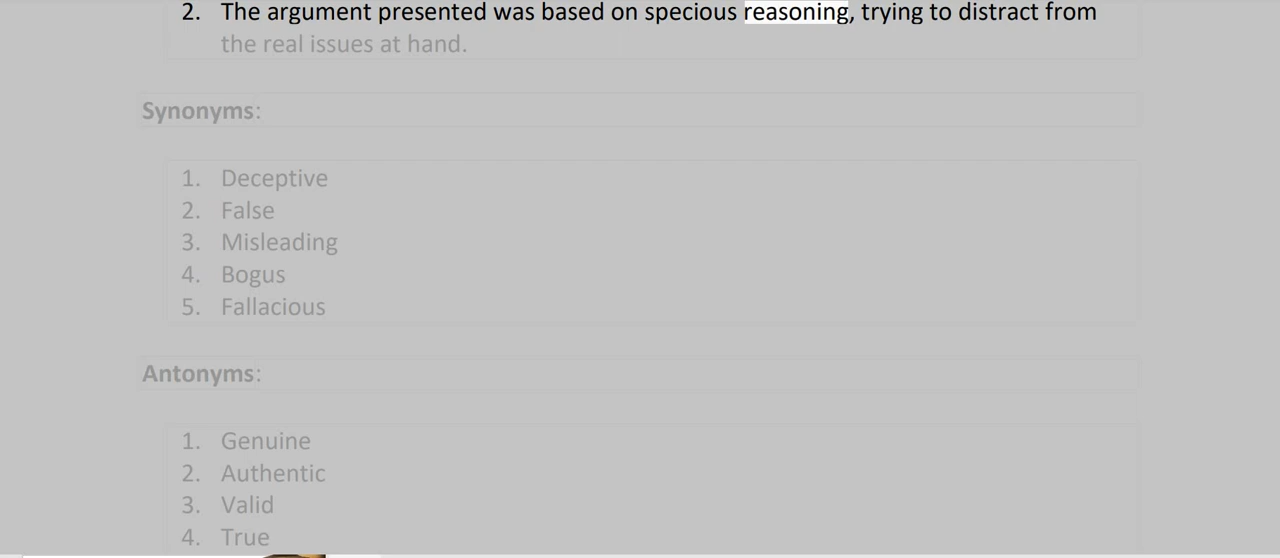 2. The argument presented was based on specious reasoning, trying to distract from
the real issues at hand.
Synonyms:
1. Deceptive
2. False
3. Misleading
4. Bogus
5. Fallacious
Antonyms:
1. Genuine
2. Authentic
3. Valid
4. True